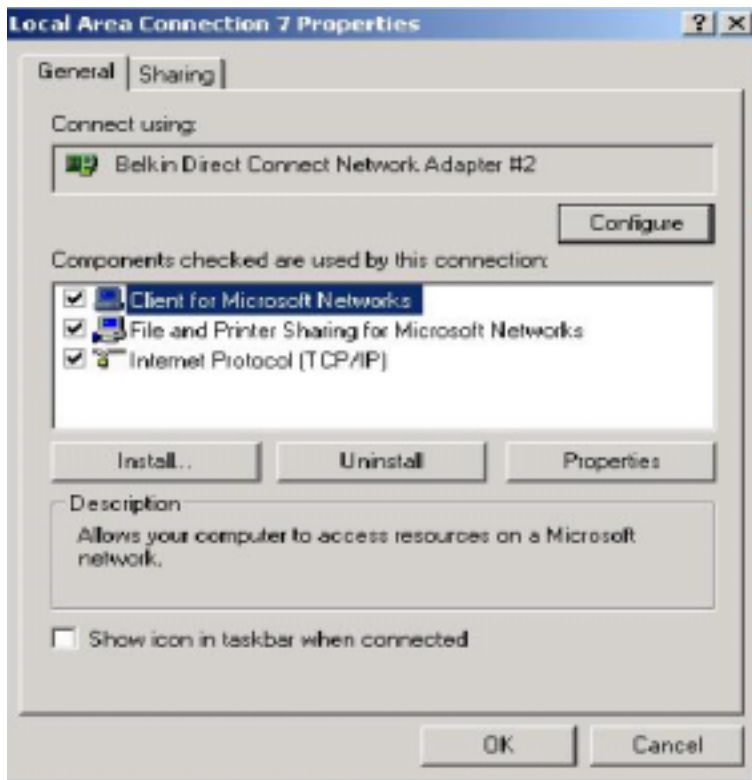 Local Area Connection 7 Properties
General
Sharing
Connect using:
Belkin Direct Connect Network Adapter #2
Configure
Components checked are used by this connection:
Client for Microsoft Networks
File and Printer Sharing for Microsoft Networks
Internet Protocol (TCP/IP)
Install...
Uninstall
Properties
Description
Allows your computer to access resources on a Microsoft
network.
Show icon in taskbar when connected
OK
Cancel